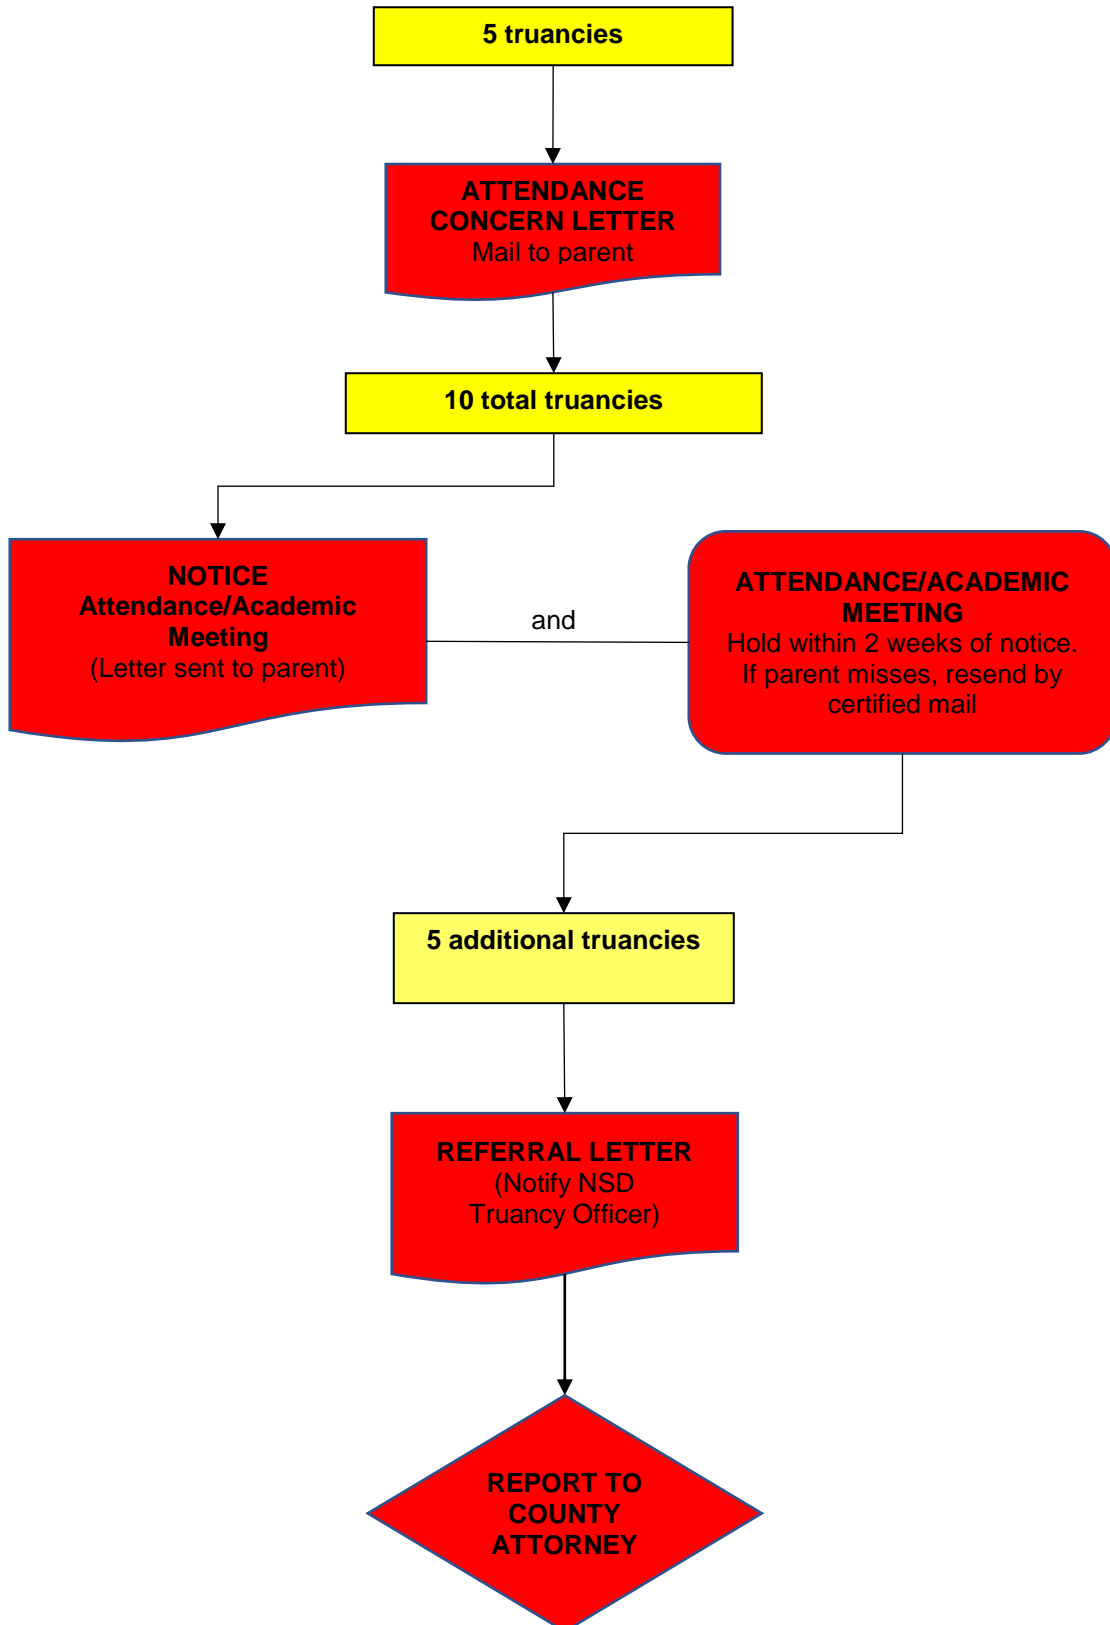 5 truancies
ATTENDANCE
CONCERN LETTER
Mail to parent
10 total truancies
NOTICE
Attendance/Academic
Meeting
(Letter sent to parent)
and
ATTENDANCE/ACADEMIC
MEETING
Hold within 2 weeks of notice.
If parent misses, resend by
certified mail
5 additional truancies
REFERRAL LETTER
(Notify NSD
Truancy Officer)
REPORT TO
COUNTY
ATTORNEY